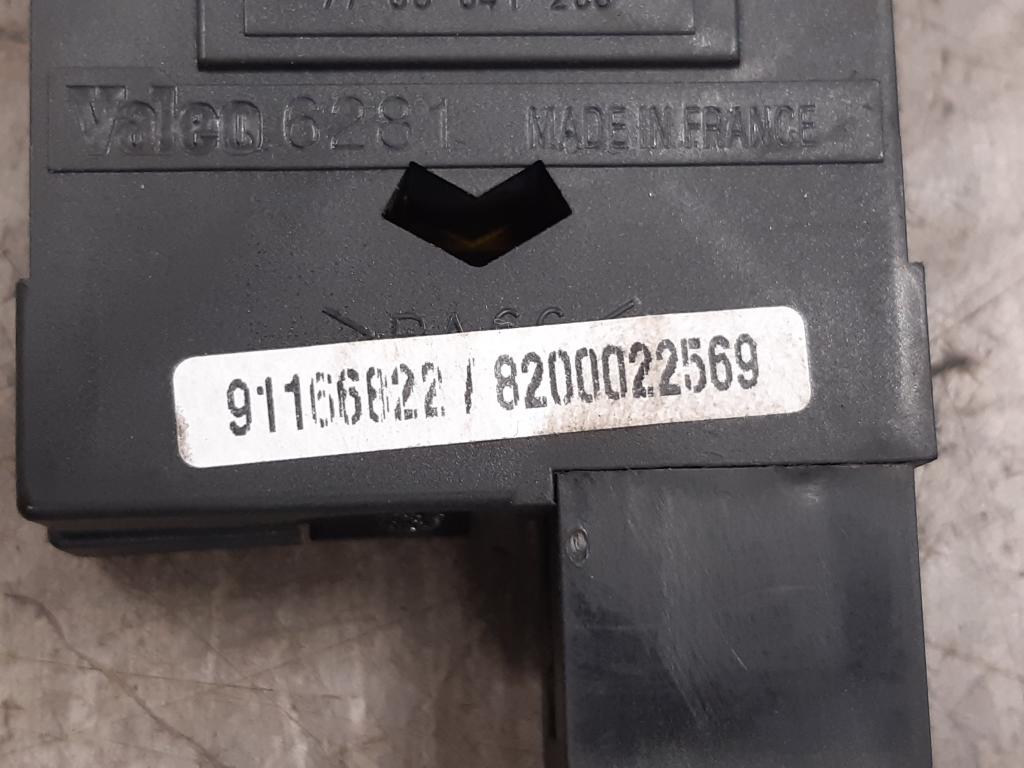 Valeo 6281 MADE IN FRANCE
91166822 / 8200022569